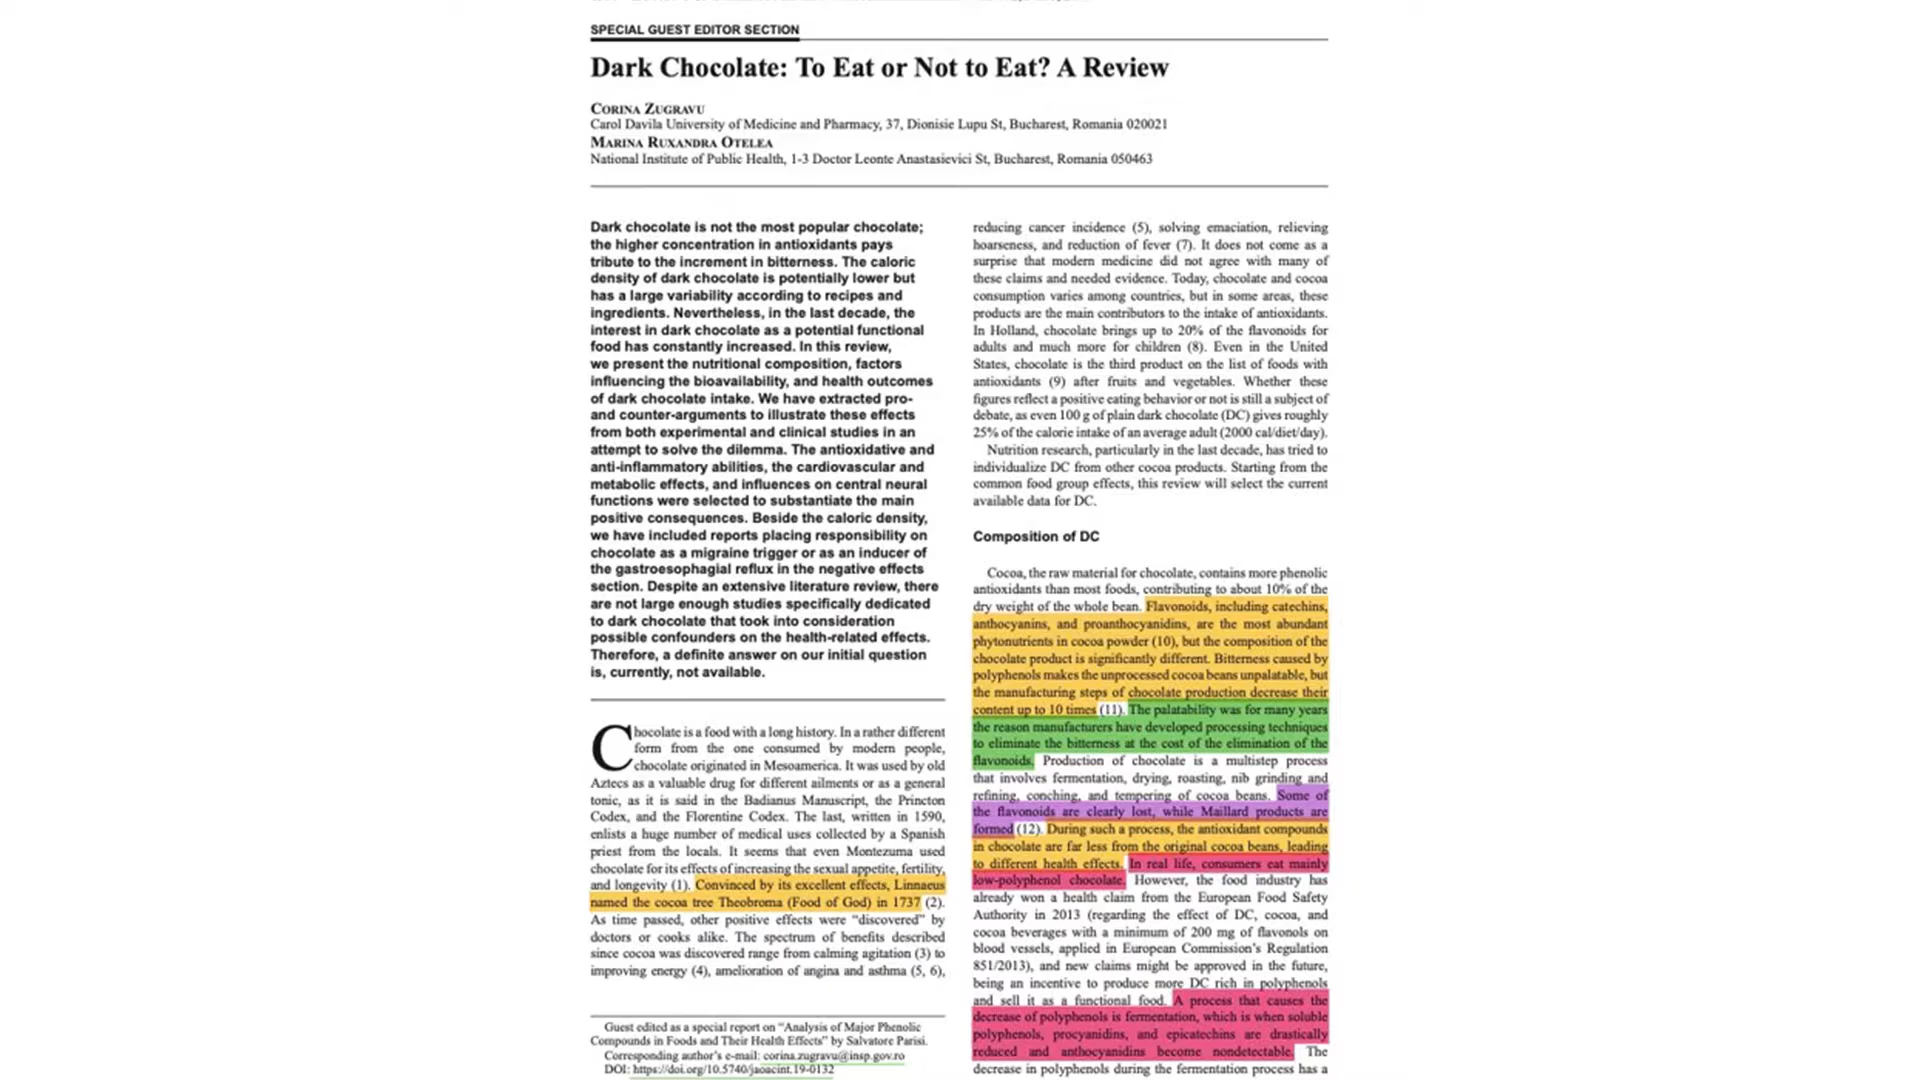 SPECIAL GUEST EDITOR SECTION
Dark Chocolate: To Eat or Not to Eat? A Review
CORINA ZUGRAVU
Carol Davila University of Medicine and Pharmacy, 37, Dionisie Lupu St, Bucharest, Romania 020021
MARINA RUXANDRA OTELEA
National Institute of Public Health, 1-3 Doctor Leonte Anastasievici St, Bucharest, Romania 050463
Dark chocolate is not the most popular chocolate;
the higher concentration in antioxidants pays
tribute to the increment in bitterness. The caloric
density of dark chocolate is potentially lower but
has a large variability according to recipes and
ingredients. Nevertheless, in the last decade, the
interest in dark chocolate as a potential functional
food has constantly increased. In this review,
we present the nutritional composition, factors
influencing the bioavailability, and health outcomes
of dark chocolate intake. We have extracted pro-
and counter-arguments to illustrate these effects
from both experimental and clinical studies in an
attempt to solve the dilemma. The antioxidative and
anti-inflammatory abilities, the cardiovascular and
metabolic effects, and influences on central neural
functions were selected to substantiate the main
positive consequences. Beside the caloric density,
we have included reports placing responsibility on
chocolate as a migraine trigger or as an inducer of
the gastroesophagial reflux in the negative effects
section. Despite an extensive literature review, there
are not large enough studies specifically dedicated
to dark chocolate that took into consideration
possible confounders on the health-related effects.
Therefore, a definite answer on our initial question
is, currently, not available.
Chocolate is a food with a long history. In a rather different
form from the one consumed by modern people,
chocolate originated in Mesoamerica. It was used by old
Aztecs as a valuable drug for different ailments or as a general
tonic, as it is said in the Badianus Manuscript, the Princton
Codex, and the Florentine Codex. The last, written in 1590,
enlists a huge number of medical uses collected by a Spanish
priest from the locals. It seems that even Montezuma used
chocolate for its effects of increasing the sexual appetite, fertility,
and longevity (1). Convinced by its excellent effects, Linnaeus
named the cocoa tree Theobroma (Food of God) in 1737 (2).
As time passed, other positive effects were “discovered” by
doctors or cooks alike. The spectrum of benefits described
since cocoa was discovered range from calming agitation (3) to
improving energy (4), amelioration of angina and asthma (5, 6),
Guest edited as a special report on “Analysis of Major Phenolic
Compounds in Foods and Their Health Effects” by Salvatore Parisi.
Corresponding author’s e-mail: corina.zugravu@insp.gov.ro
DOI: https://doi.org/10.5740/jaoacint.19-0132
reducing cancer incidence (5), solving emaciation, relieving
hoarseness, and reduction of fever (7). It does not come as a
surprise that modern medicine did not agree with many of
these claims and needed evidence. Today, chocolate and cocoa
consumption varies among countries, but in some areas, these
products are the main contributors to the intake of antioxidants.
In Holland, chocolate brings up to 20% of the flavonoids for
adults and much more for children (8). Even in the United
States, chocolate is the third product on the list of foods with
antioxidants (9) after fruits and vegetables. Whether these
figures reflect a positive eating behavior or not is still a subject of
debate, as even 100 g of plain dark chocolate (DC) gives roughly
25% of the calorie intake of an average adult (2000 cal/diet/day).
Nutrition research, particularly in the last decade, has tried to
individualize DC from other cocoa products. Starting from the
common food group effects, this review will select the current
available data for DC.
Composition of DC
Cocoa, the raw material for chocolate, contains more phenolic
antioxidants than most foods, contributing to about 10% of the
dry weight of the whole bean. Flavonoids, including catechins,
anthocyanins, and proanthocyanidins, are the most abundant
phytonutrients in cocoa powder (10), but the composition of the
chocolate product is significantly different. Bitterness caused by
polyphenols makes the unprocessed cocoa beans unpalatable, but
the manufacturing steps of chocolate production decrease their
content up to 10 times (11). The palatability was for many years
the reason manufacturers have developed processing techniques
to eliminate the bitterness at the cost of the elimination of the
flavonoids. Production of chocolate is a multistep process
that involves fermentation, drying, roasting, nib grinding and
refining, conching, and tempering of cocoa beans. Some of
the flavonoids are clearly lost, while Maillard products are
formed (12). During such a process, the antioxidant compounds
in chocolate are far less from the original cocoa beans, leading
to different health effects. In real life, consumers eat mainly
low-polyphenol chocolate. However, the food industry has
already won a health claim from the European Food Safety
Authority in 2013 (regarding the effect of DC, cocoa, and
cocoa beverages with a minimum of 200 mg of flavonols on
blood vessels, applied in European Commission’s Regulation
851/2013), and new claims might be approved in the future,
being an incentive to produce more DC rich in polyphenols
and sell it as a functional food. A process that causes the
decrease of polyphenols is fermentation, which is when soluble
polyphenols, procyanidins, and epicatechins are drastically
reduced and anthocyanidins become nondetectable. The
decrease in polyphenols during the fermentation process has a